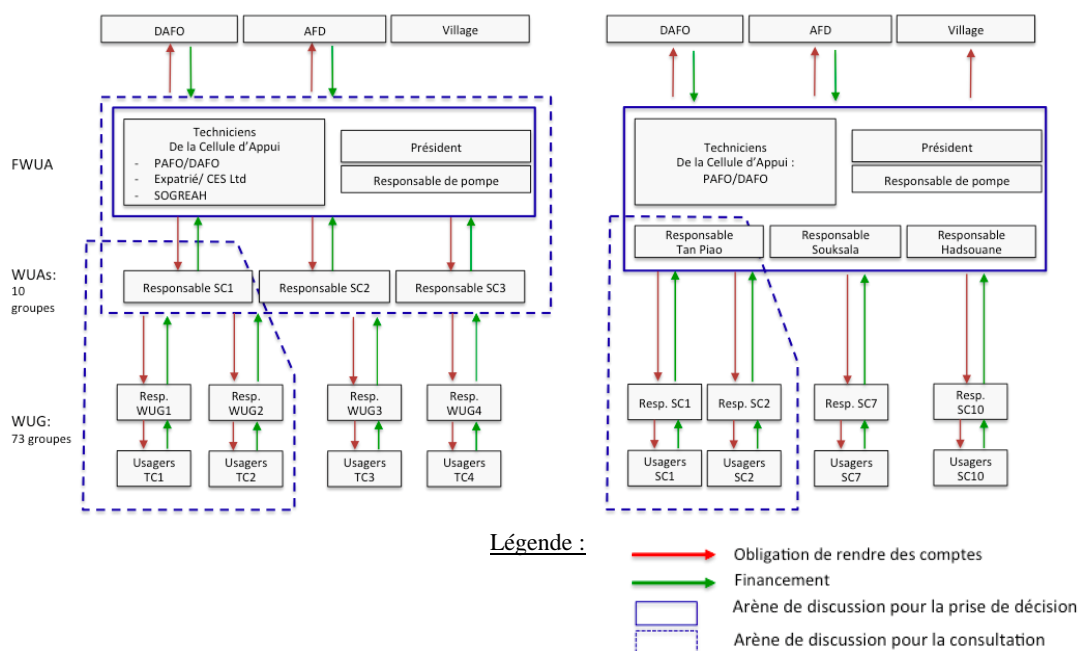 DAFO
AFD
Village
FWUA
Techniciens
De la Cellule d'Appui
- PAFO/DAFO
- Expatrié/ CES Ltd
- SOGREAH
Président
Responsable de pompe
WUAs:
10
groupes
Responsable SC1
Responsable SC2
Responsable SC3
WUG:
73 groupes
Resp.
WUG1
Resp.
WUG2
Resp.
WUG3
Resp.
WUG4
Usagers
TC1
Usagers
TC2
Usagers
TC3
Usagers
TC4
DAFO
AFD
Village
Techniciens
De la Cellule d'Appui :
PAFO/DAFO
Président
Responsable de pompe
Responsable
Tan Piao
Responsable
Souksala
Responsable
Hadsouane
Resp. SC1
Resp. SC2
Resp. SC7
Resp.
SC10
Usagers
SC1
Usagers
SC2
Usagers
SC7
Usagers
SC10
Légende :
Obligation de rendre des comptes
Financement
Arène de discussion pour la prise de décision
Arène de discussion pour la consultation